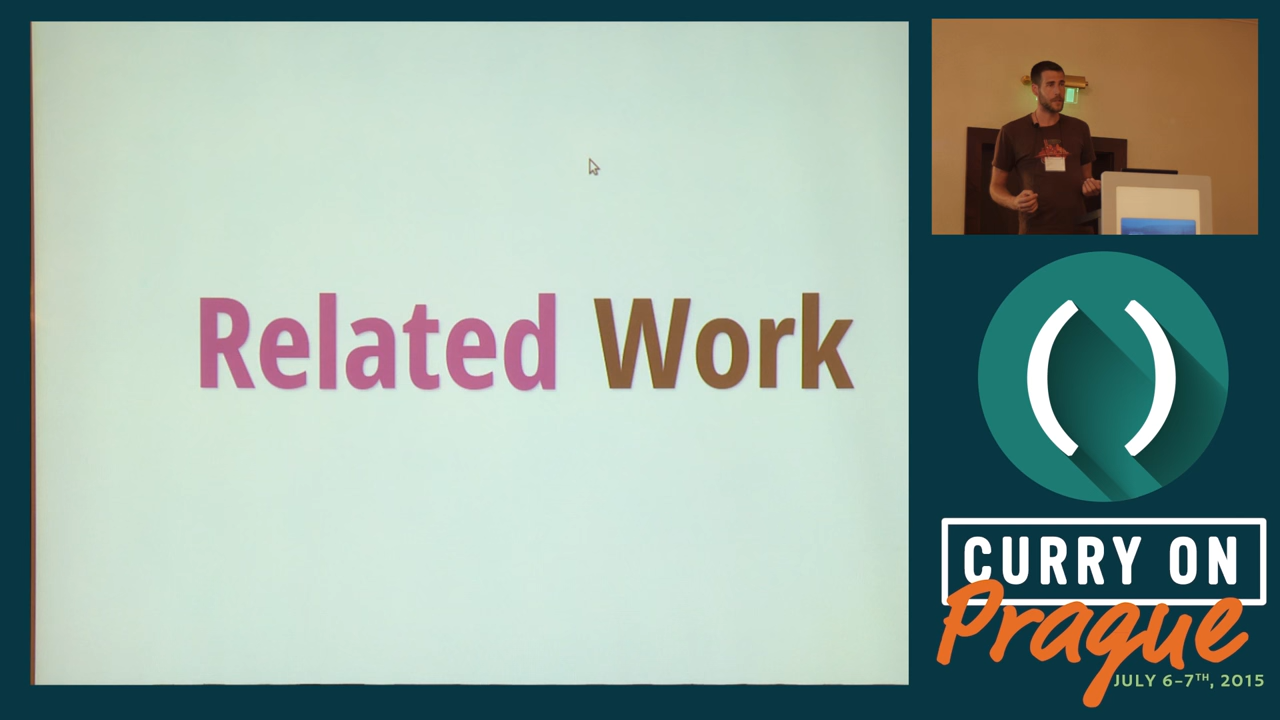 Related Work
()
CURRY ON
Prague
JULY 6–7TH, 2015